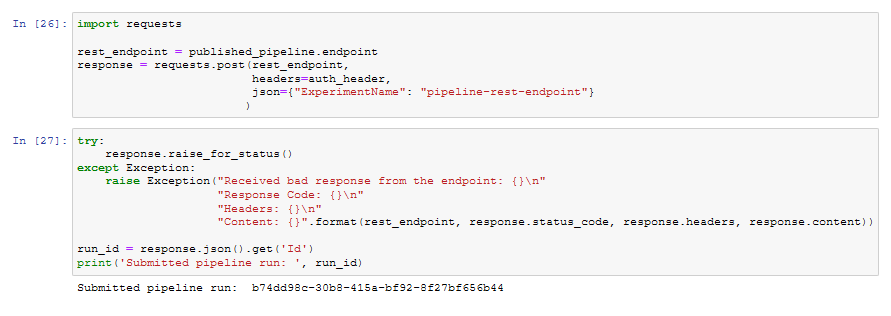 In [26]: import requests
rest_endpoint = published_pipeline.endpoint
response = requests.post(rest_endpoint,
headers=auth_header,
json={"ExperimentName": "pipeline-rest-endpoint"}
)
In [27]: try:
response.raise_for_status()
except Exception:
raise Exception("Received bad response from the endpoint: {}\n"
"Response Code: {}\n"
"Headers: {}\n"
"Content: {}".format(rest_endpoint, response.status_code, response.headers, response.content))
run_id = response.json().get('Id')
print('Submitted pipeline run: ', run_id)
Submitted pipeline run:  b74dd98c-30b8-415a-bf92-8f27bf656b44